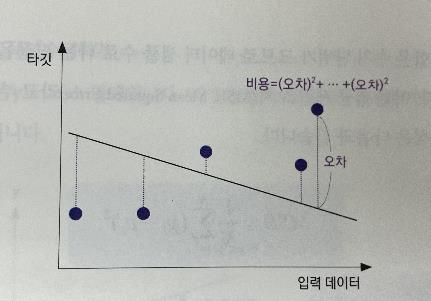 타깃
비용=(오차)²+ ··· +(오차)²
오차
입력 데이터